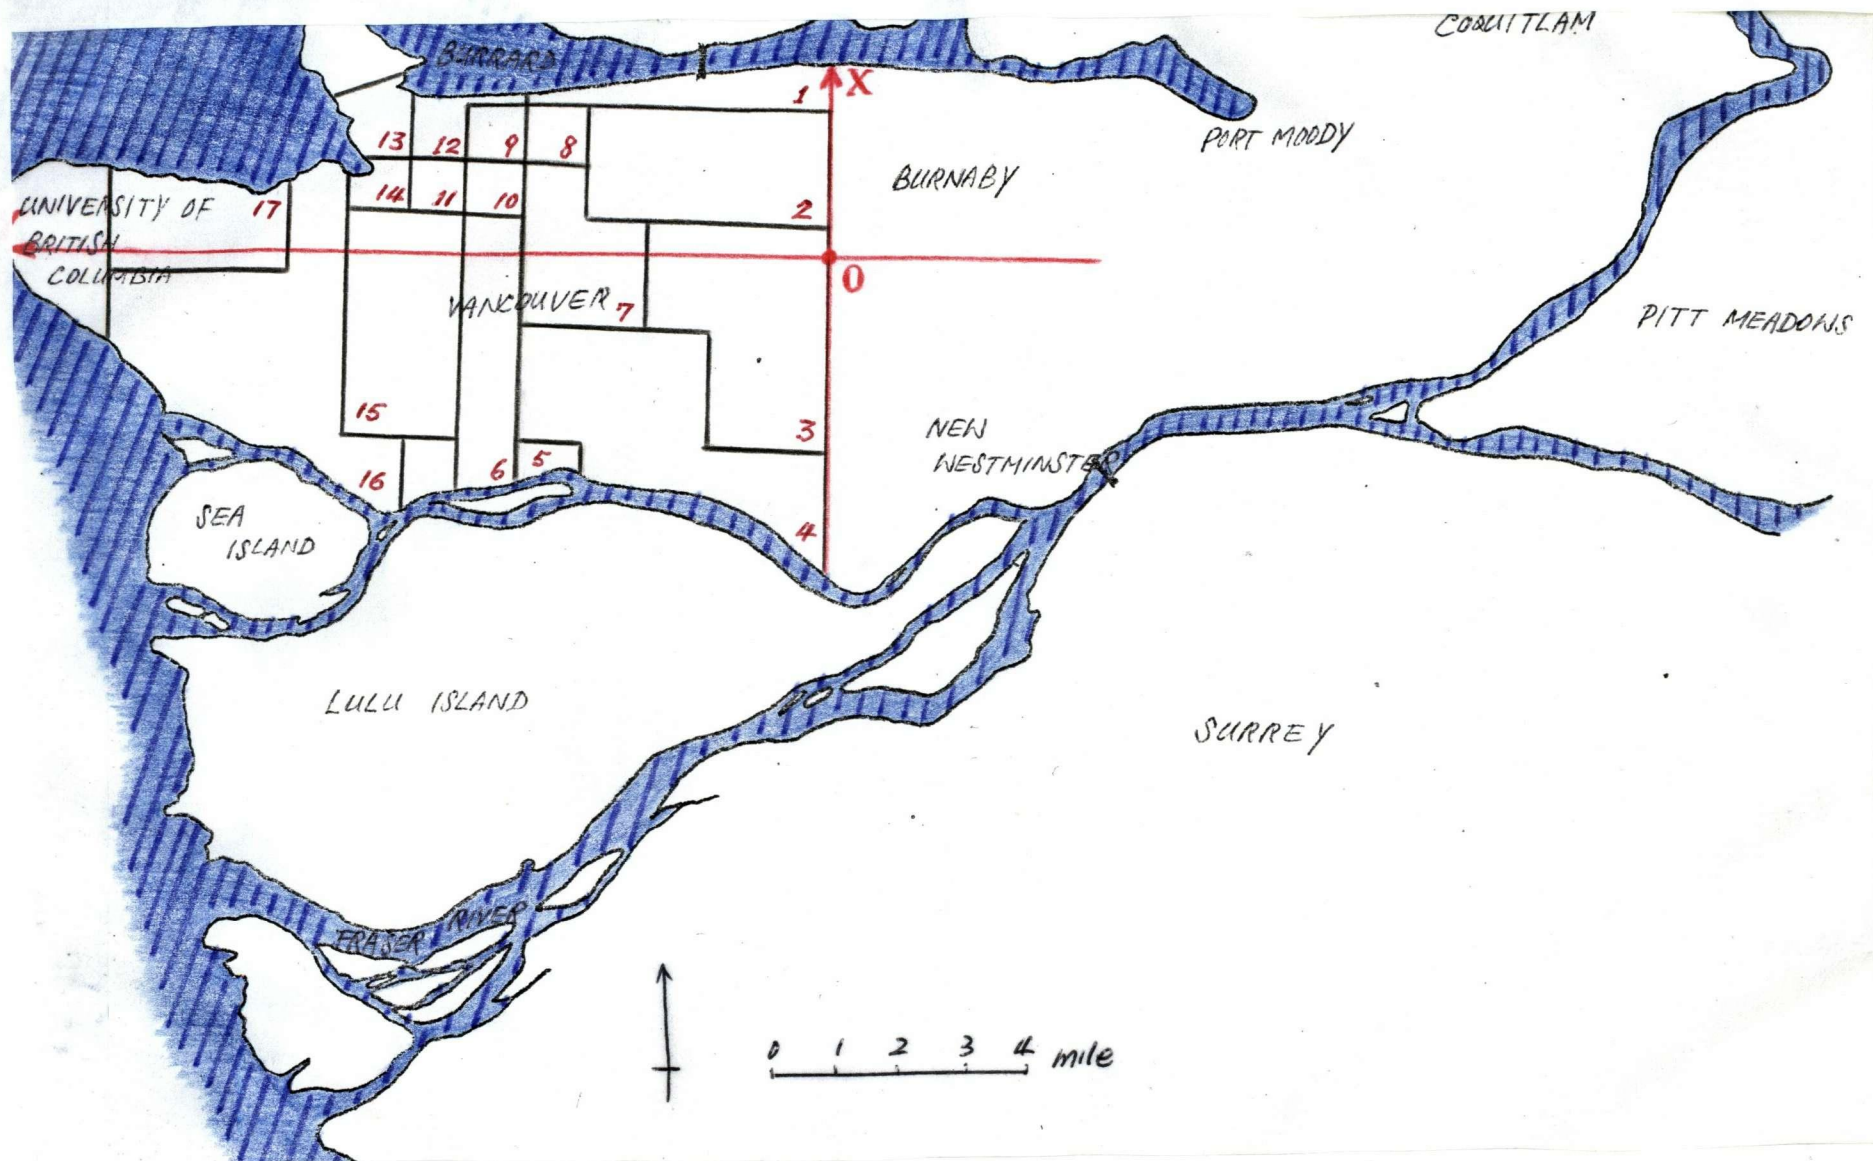 COQUITLAM
BURRARD
X
1
PORT MOODY
13
12
9
8
BURNABY
UNIVERSITY OF
BRITISH
COLUMBIA
17
14
11
10
2
O
VANCOUVER
7
PITT MEADOWS
15
3
NEW
WESTMINSTER
16
6
5
4
SEA
ISLAND
LULU ISLAND
SURREY
FRASER RIVER
0 1 2 3 4 mile